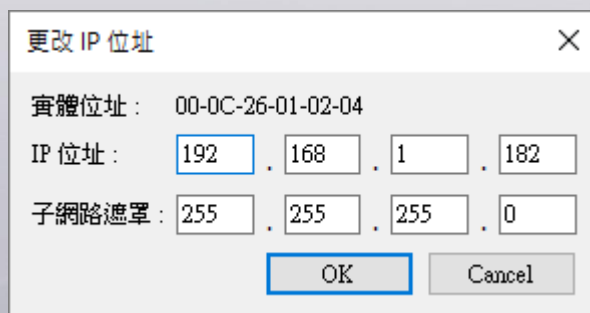 更改 IP 位址
實體位址： 00-0C-26-01-02-04
IP 位址： 192 . 168 . 1 . 182
子網路遮罩： 255 . 255 . 255 . 0
OK Cancel